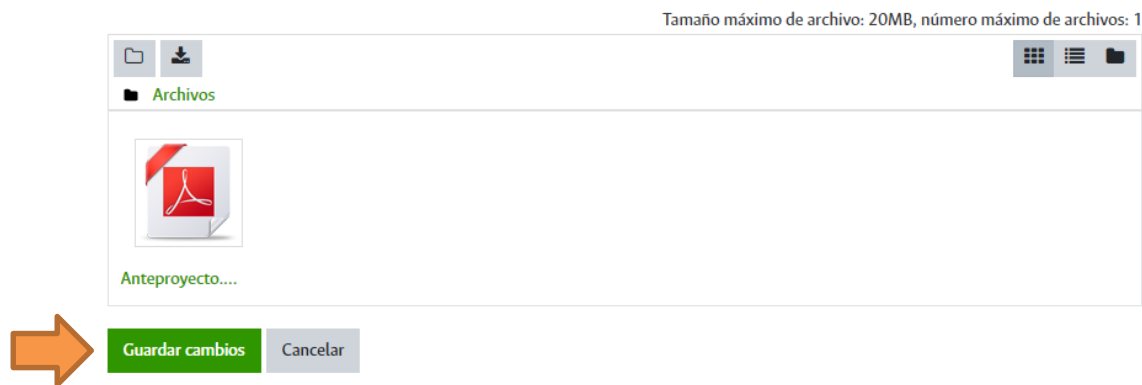 Tamaño máximo de archivo: 20MB, número máximo de archivos: 1
Archivos
Anteproyecto....
Guardar cambios Cancelar